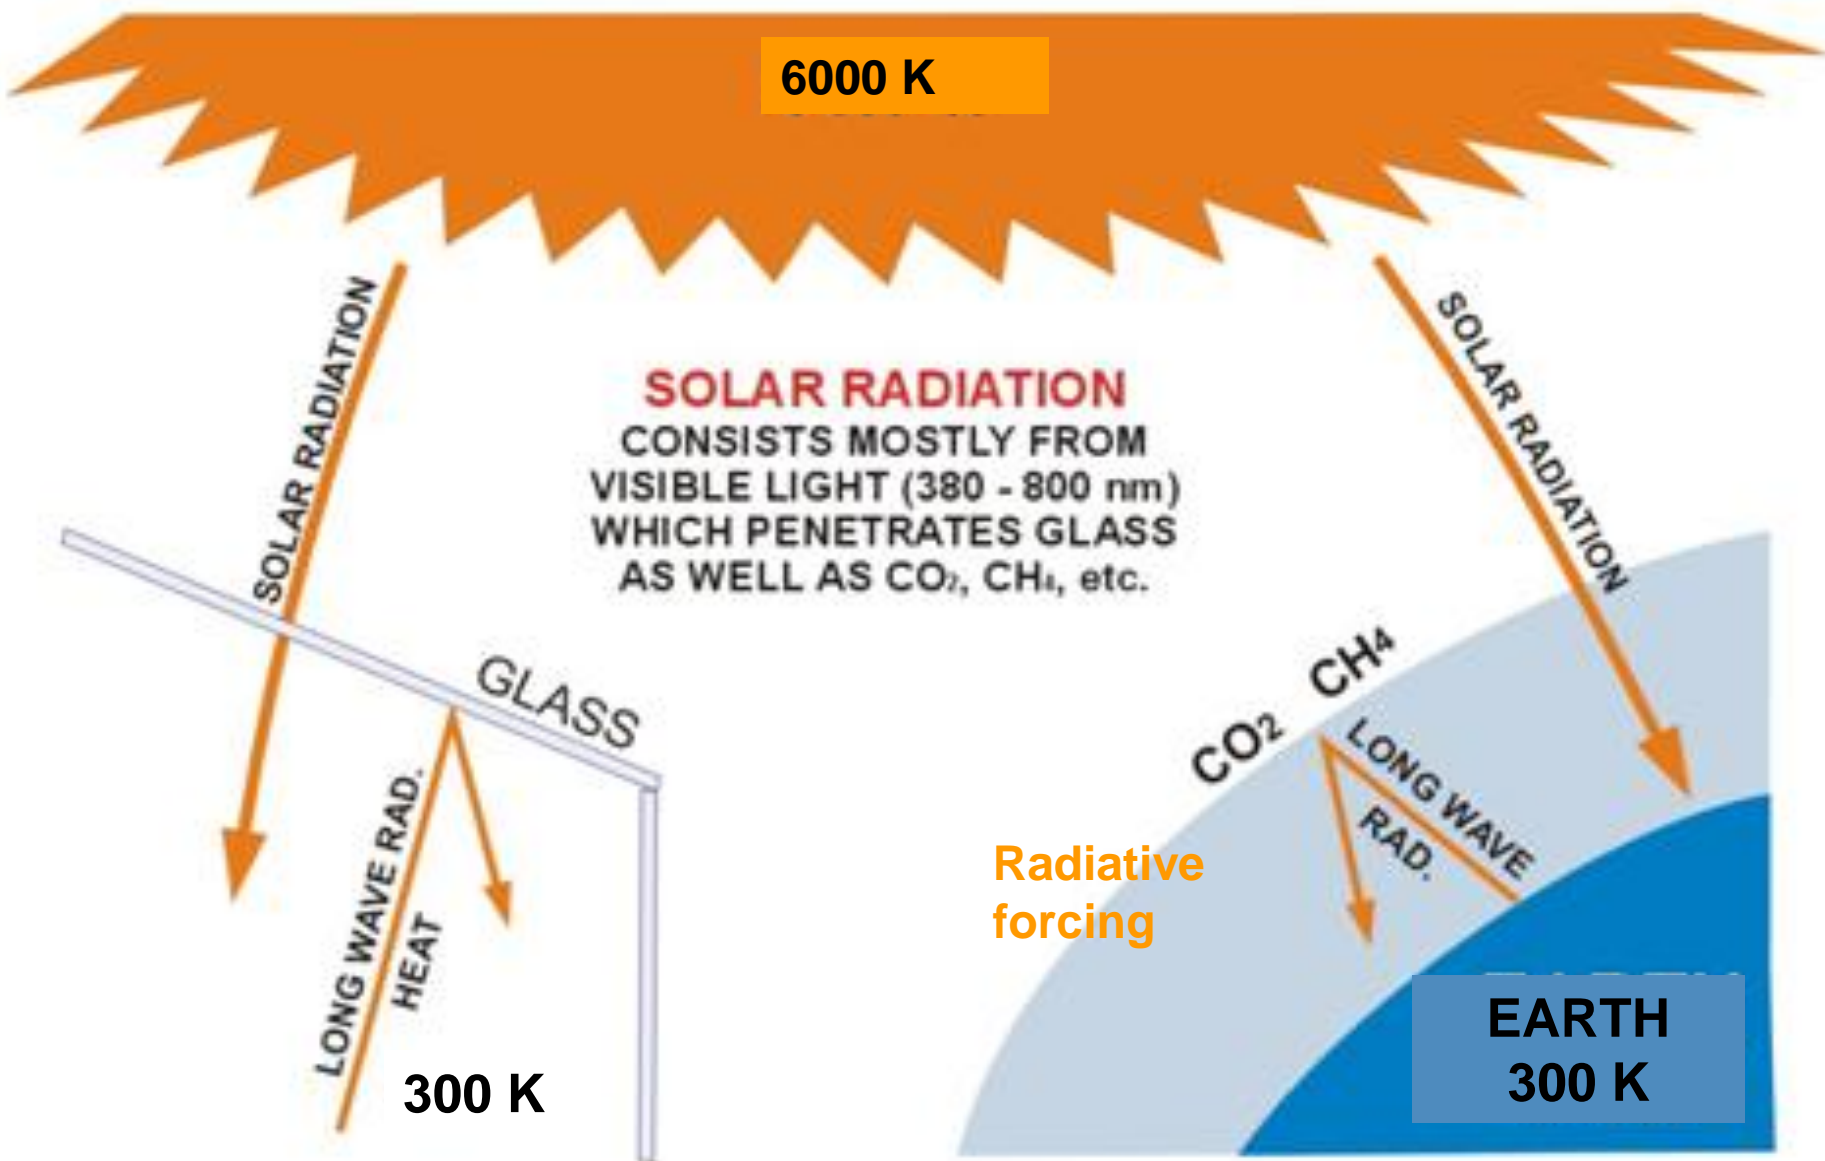 6000 K
SOLAR RADIATION
SOLAR RADIATION
SOLAR RADIATION
CONSISTS MOSTLY FROM
VISIBLE LIGHT (380 - 800 nm)
WHICH PENETRATES GLASS
AS WELL AS CO₂, CH₄, etc.
GLASS
LONG WAVE RAD.
HEAT
300 K
CO2 CH4
LONG WAVE
RAD.
Radiative
forcing
EARTH
300 K